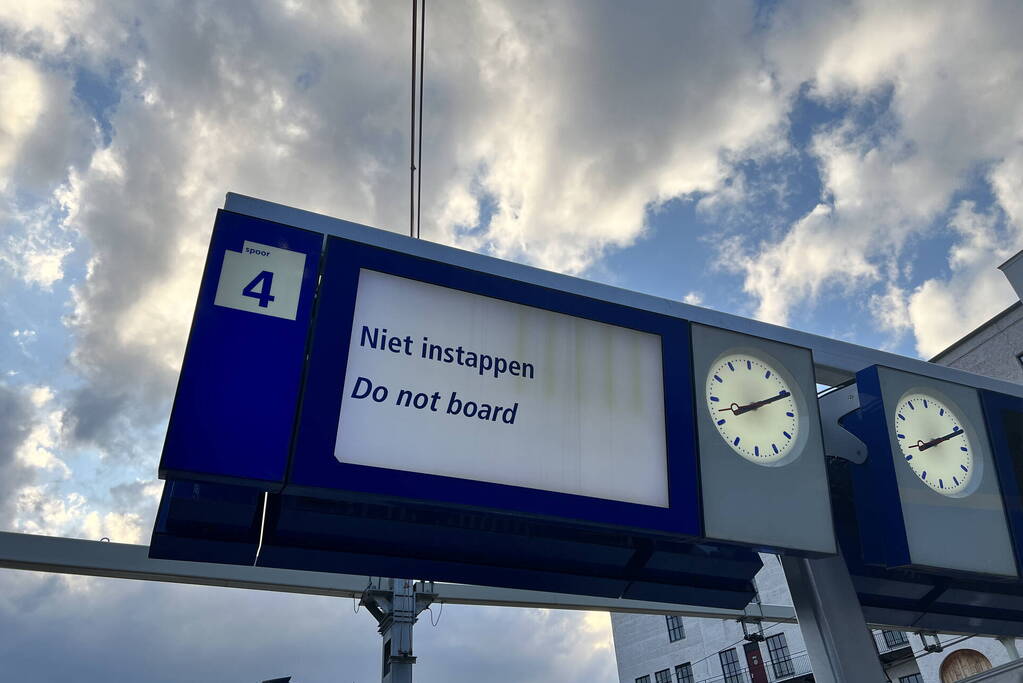 spoor
4
Niet instappen
Do not board